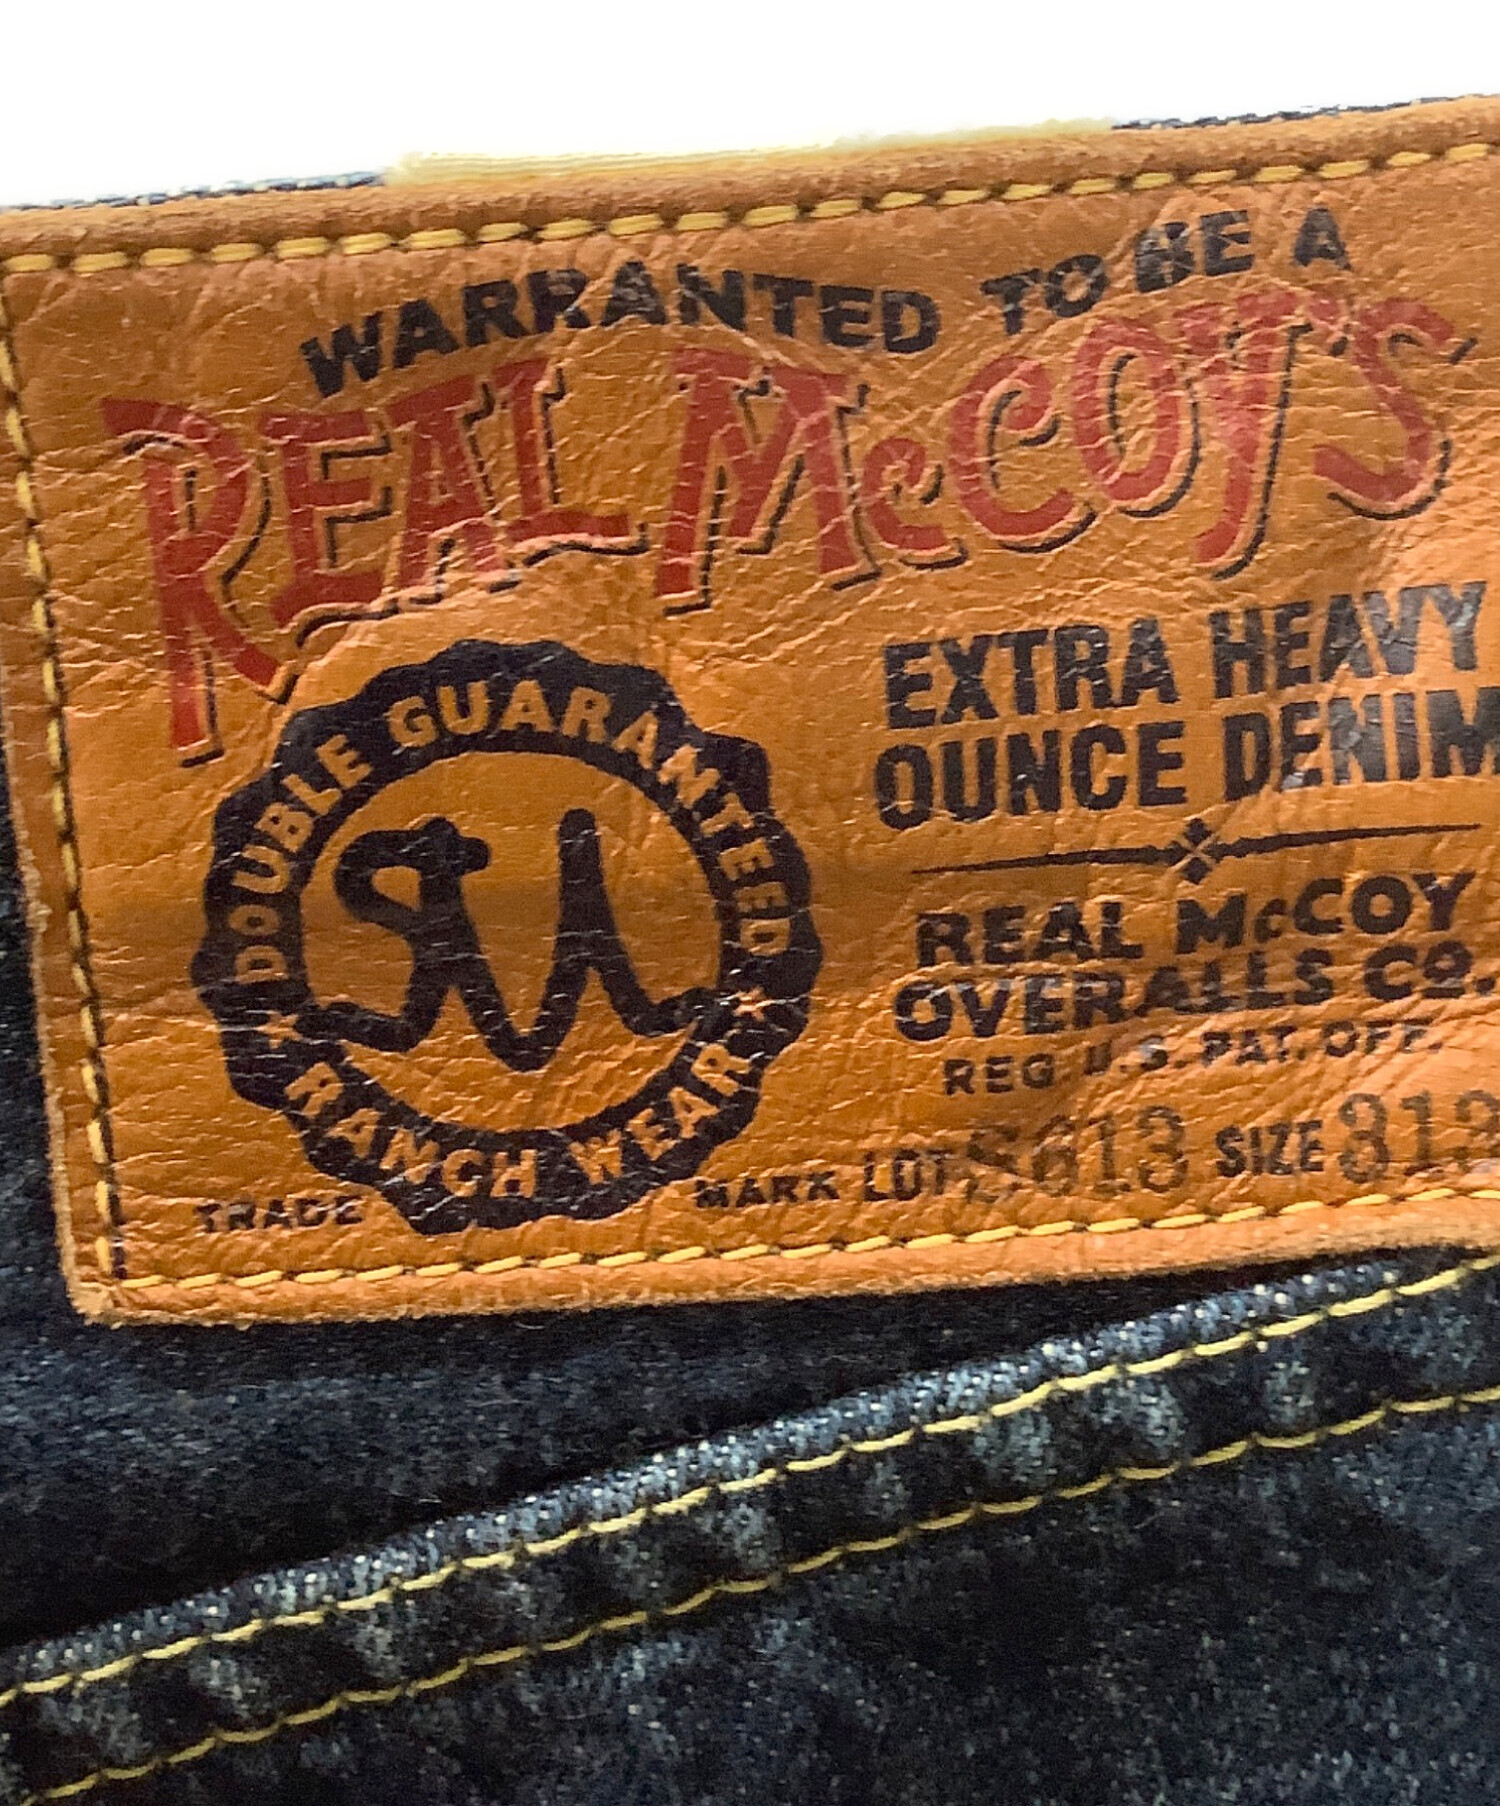 WARRANTED TO BE A
REAL McCOY'S
DOUBLE GUARANTEED
RANCH WEAR
EXTRA HEAVY
OUNCE DENIM
REAL McCOY
OVERALLS CO.
REG U.S. PAT. OFF.
TRADE MARK LOT S613 SIZE